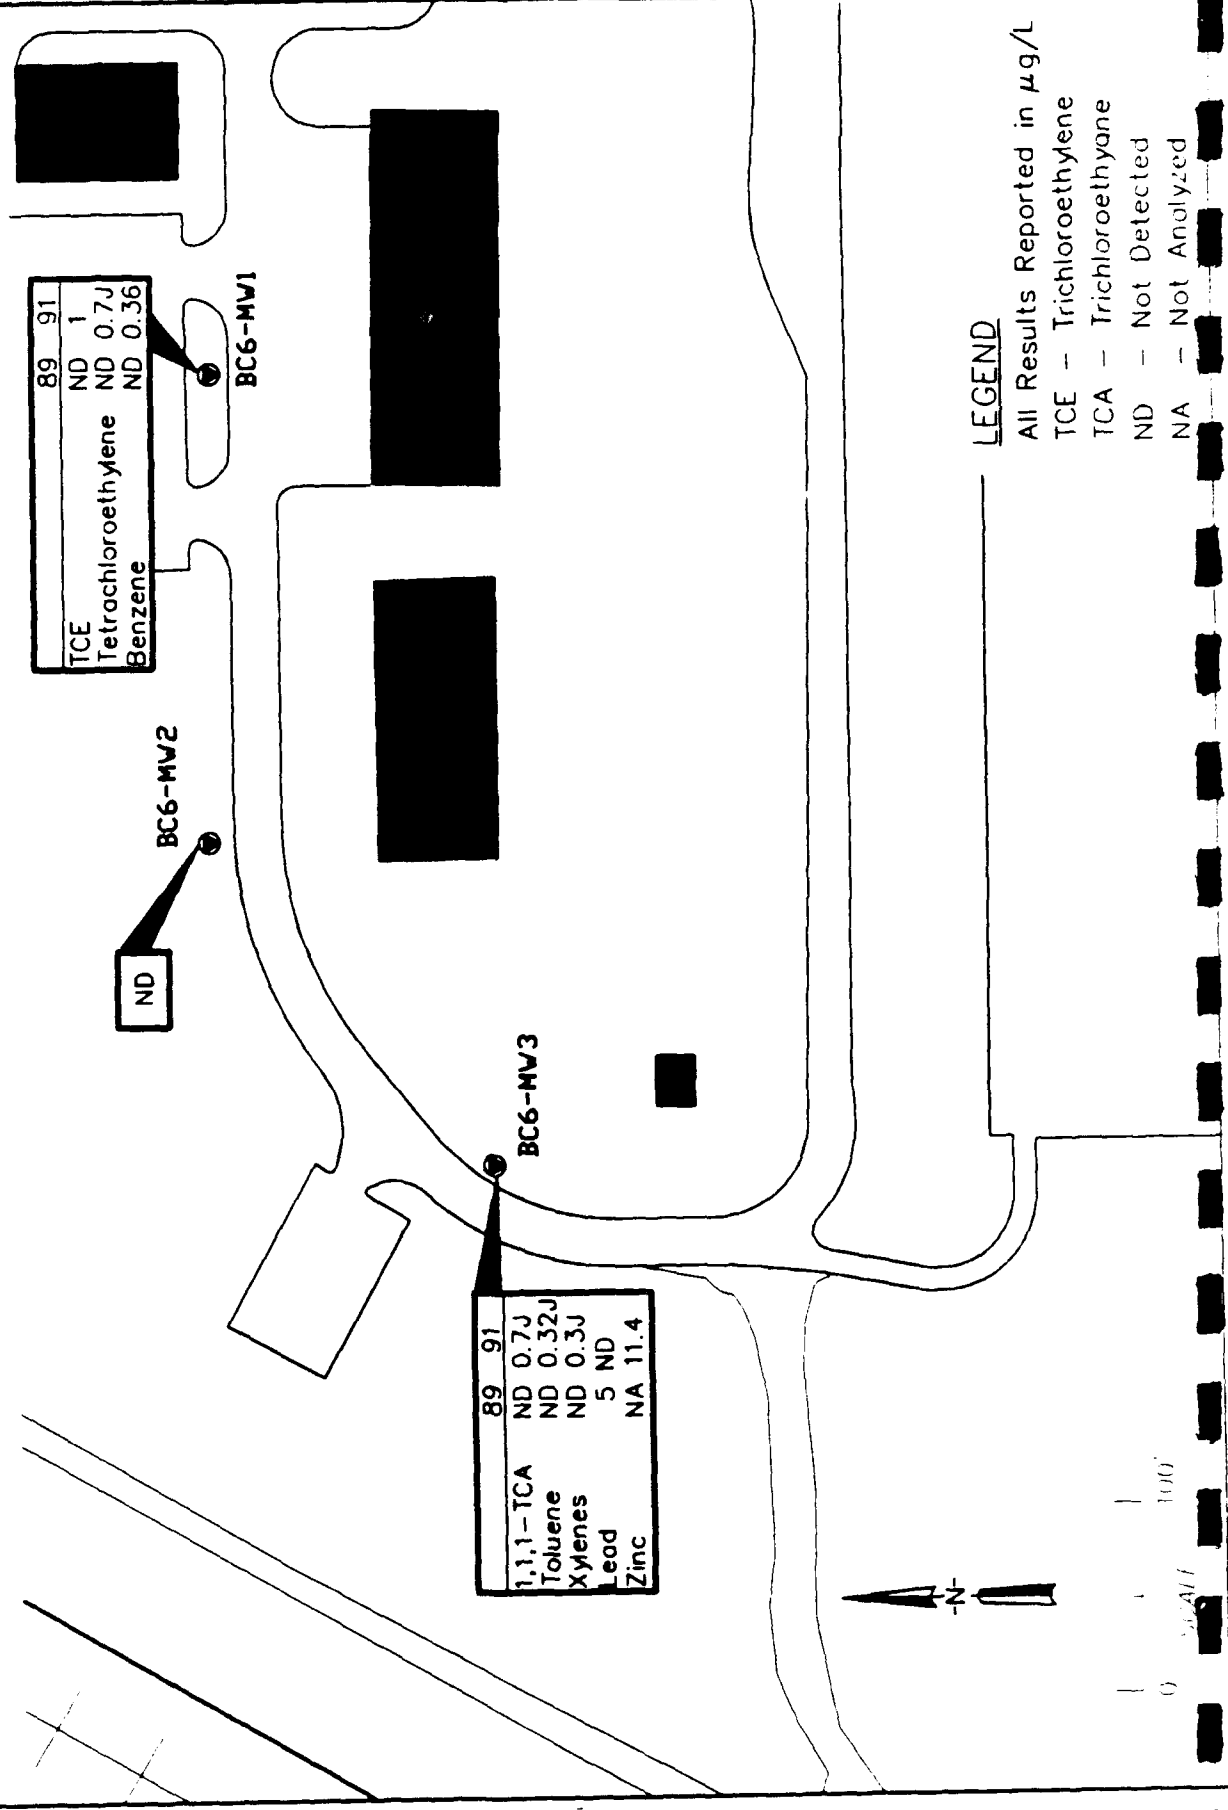 89 91
TCE ND 1
Tetrachloroethylene ND 0.7J
Benzene ND 0.36
BC6-MW1
BC6-MW2
ND
BC6-MW3
89 91
1,1,1-TCA ND 0.7J
Toluene ND 0.32J
Xylenes ND 0.3J
Lead 5 ND
Zinc NA 11.4
-N-
LEGEND
All Results Reported in μg/L
TCE - Trichloroethylene
TCA - Trichloroethyane
ND - Not Detected
NA - Not Analyzed
0 100'
SCALE